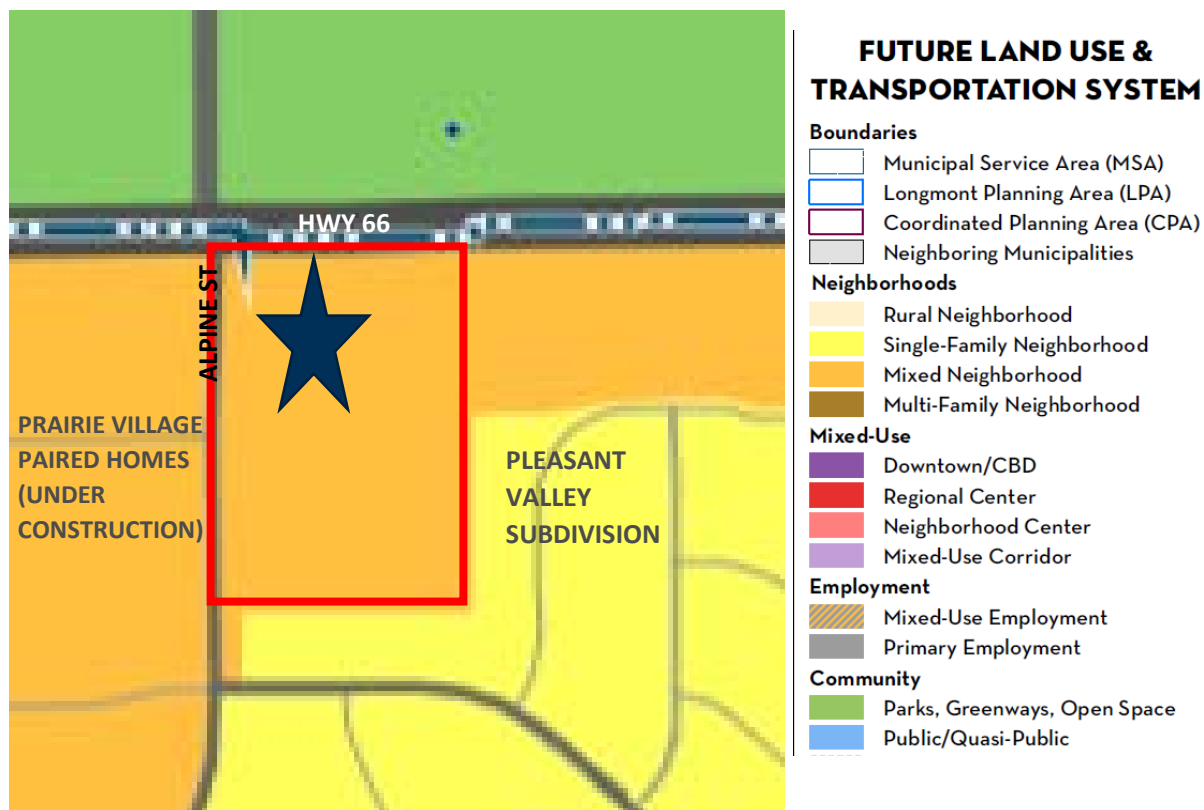 HWY 66
ALPINE ST
PRAIRIE VILLAGE
PAIRED HOMES
(UNDER
CONSTRUCTION)
PLEASANT
VALLEY
SUBDIVISION
FUTURE LAND USE &
TRANSPORTATION SYSTEM
Boundaries
Municipal Service Area (MSA)
Longmont Planning Area (LPA)
Coordinated Planning Area (CPA)
Neighboring Municipalities
Neighborhoods
Rural Neighborhood
Single-Family Neighborhood
Mixed Neighborhood
Multi-Family Neighborhood
Mixed-Use
Downtown/CBD
Regional Center
Neighborhood Center
Mixed-Use Corridor
Employment
Mixed-Use Employment
Primary Employment
Community
Parks, Greenways, Open Space
Public/Quasi-Public